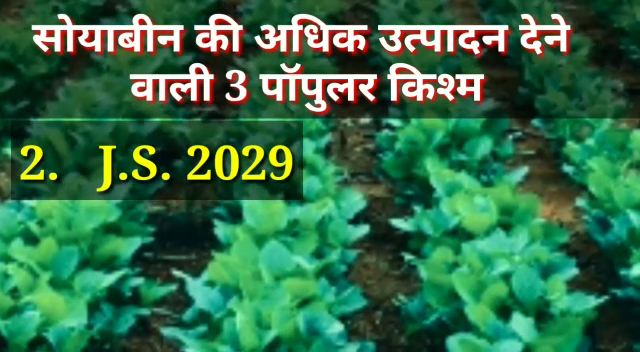 सोयाबीन की अधिक उत्पादन देने
वाली 3 पॉपुलर किश्म
2. J.S. 2029